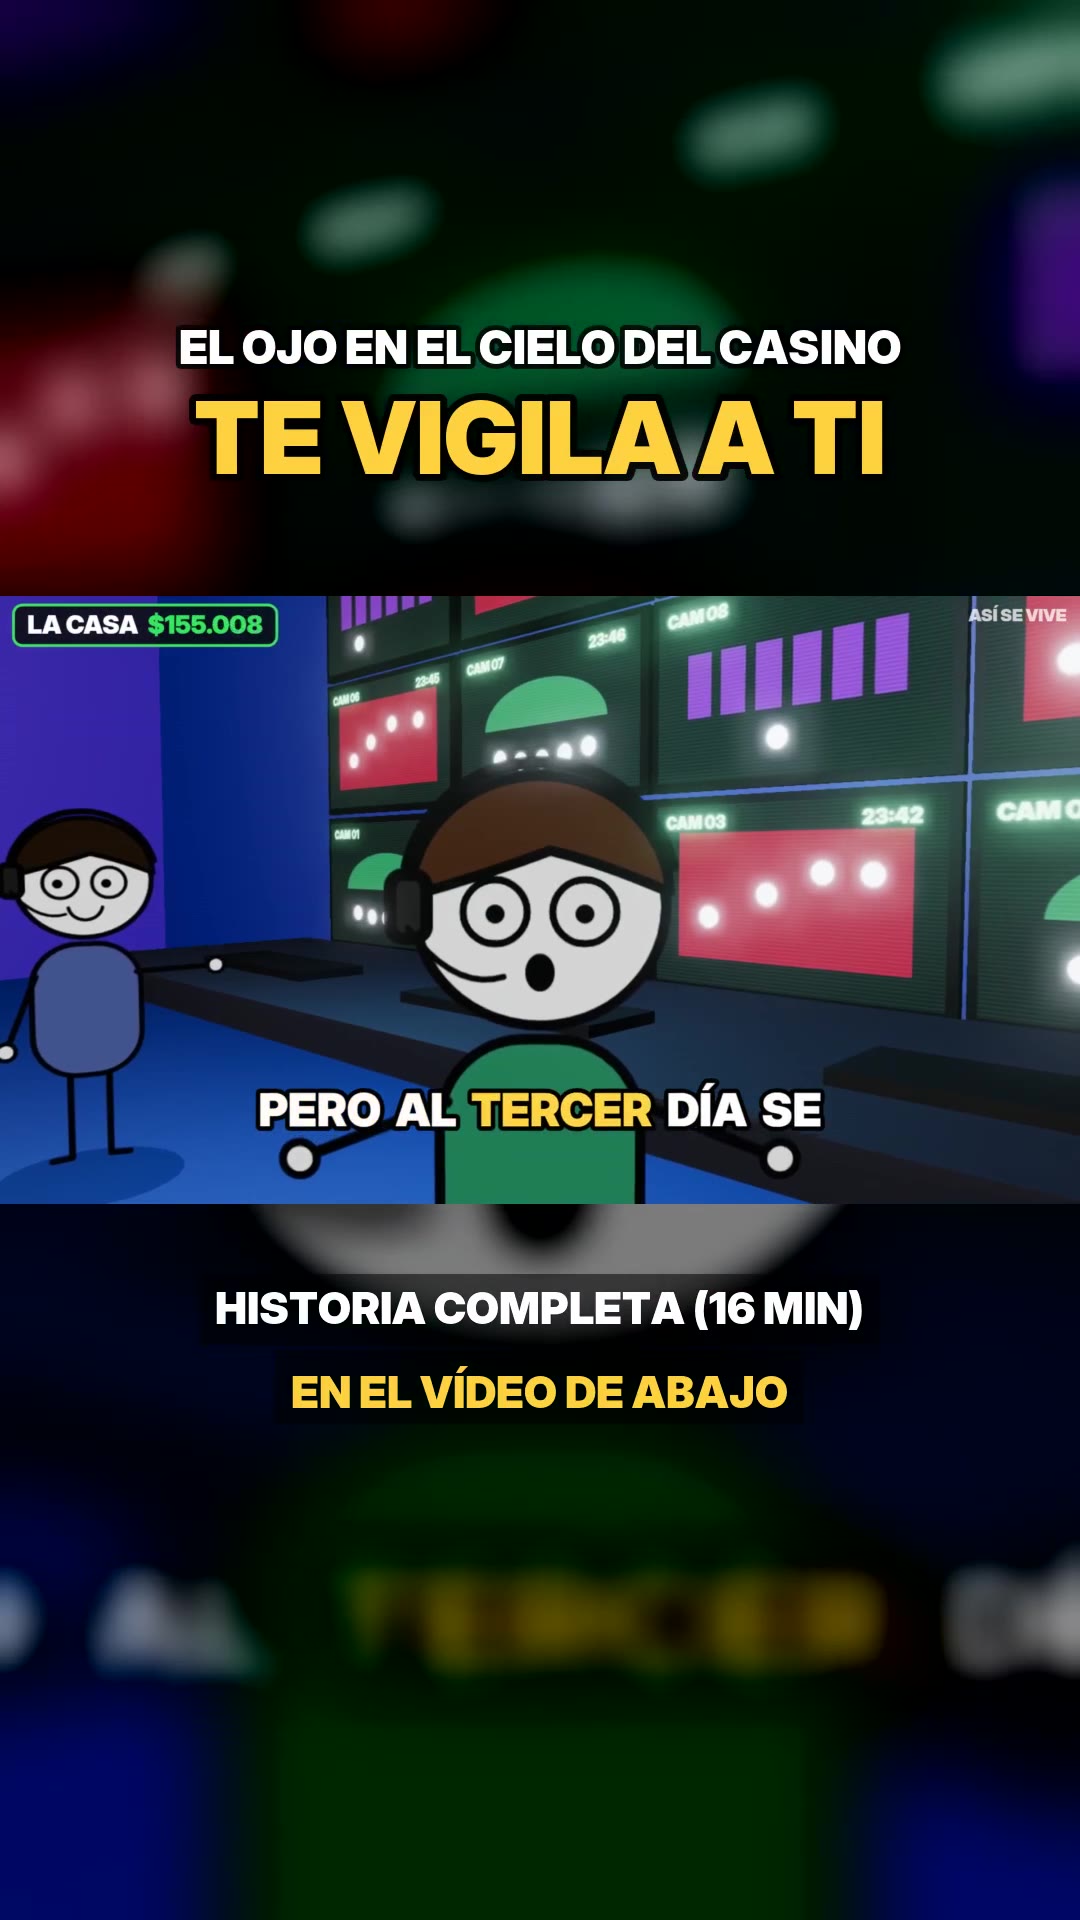 EL OJO EN EL CIELO DEL CASINO
TE VIGILA A TI
LA CASA $155.008
ASÍ SE VIVE
CAM 06
23:45
CAM 07
23:46
CAM 08
CAM 01
CAM 03
23:42
CAM
PERO AL TERCER DÍA SE
HISTORIA COMPLETA (16 MIN)
EN EL VÍDEO DE ABAJO
TERCER